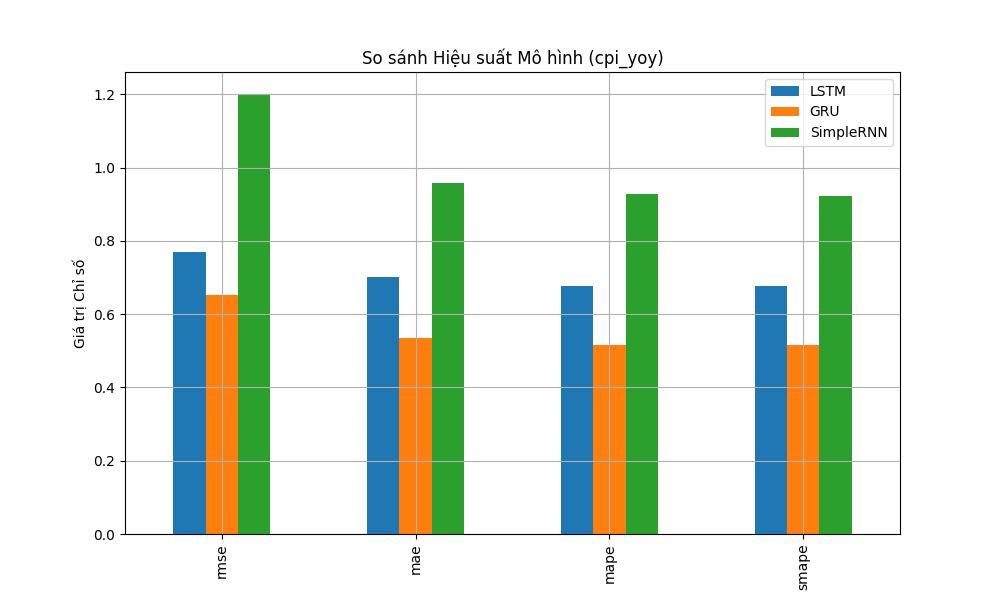 So sánh Hiệu suất Mô hình (cpi_yoy)
LSTM
GRU
SimpleRNN
Giá trị Chỉ số
1.2
1.0
0.8
0.6
0.4
0.2
0.0
rmse
mae
mape
smape